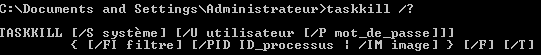 C:\Documents and Settings\Administrateur>taskkill /?
TASKKILL [/S système] [/U utilisateur [/P mot_de_passe]]]
{ [/FI filtre] [/PID ID_processus ¦ /IM image] } [/F] [/T]